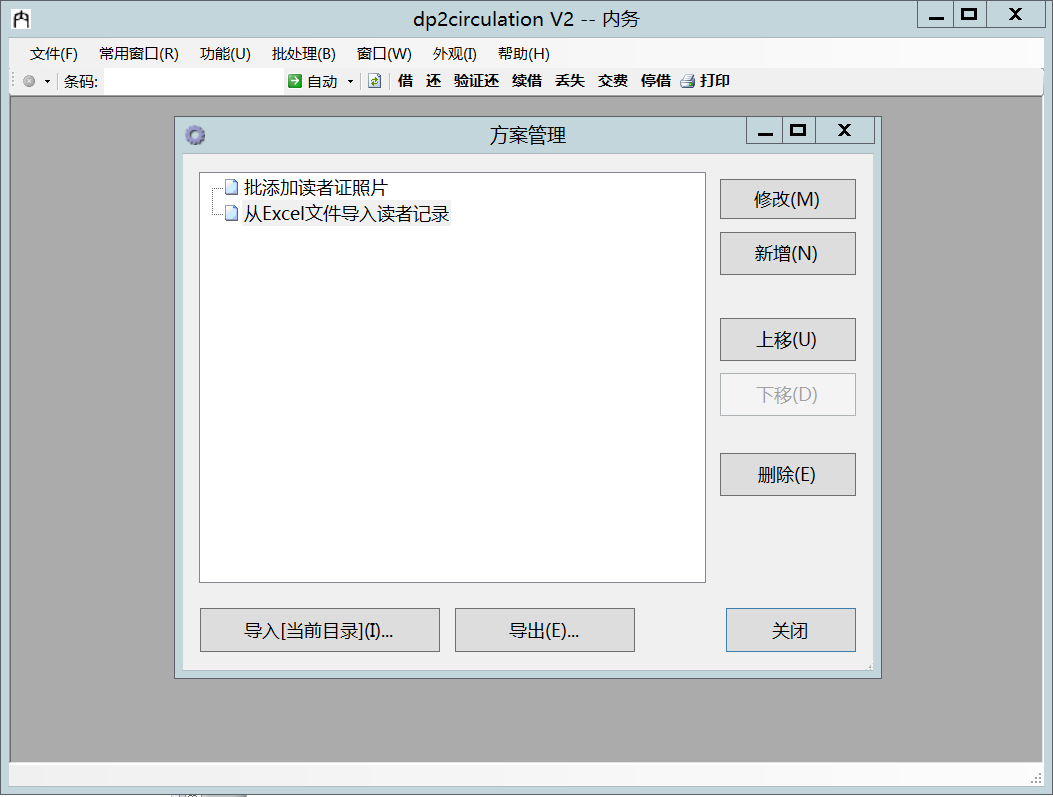 dp2circulation V2 -- 内务
文件(F) 常用窗口(R) 功能(U) 批处理(B) 窗口(W) 外观(I) 帮助(H)
条码: 自动 借 还 验证还 续借 丢失 交费 停借 打印
方案管理
批添加读者证照片
从Excel文件导入读者记录
修改(M)
新增(N)
上移(U)
下移(D)
删除(E)
导入[当前目录](I)... 导出(E)... 关闭